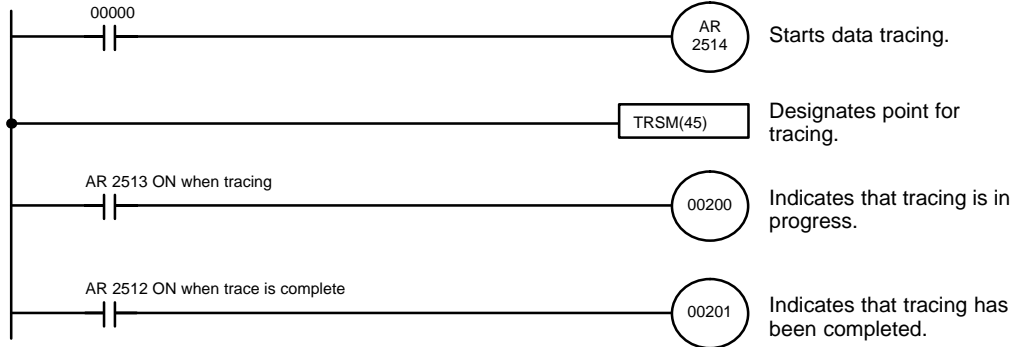 00000
AR
2514
Starts data tracing.
TRSM(45)
Designates point for
tracing.
AR 2513 ON when tracing
00200
Indicates that tracing is in
progress.
AR 2512 ON when trace is complete
00201
Indicates that tracing has
been completed.